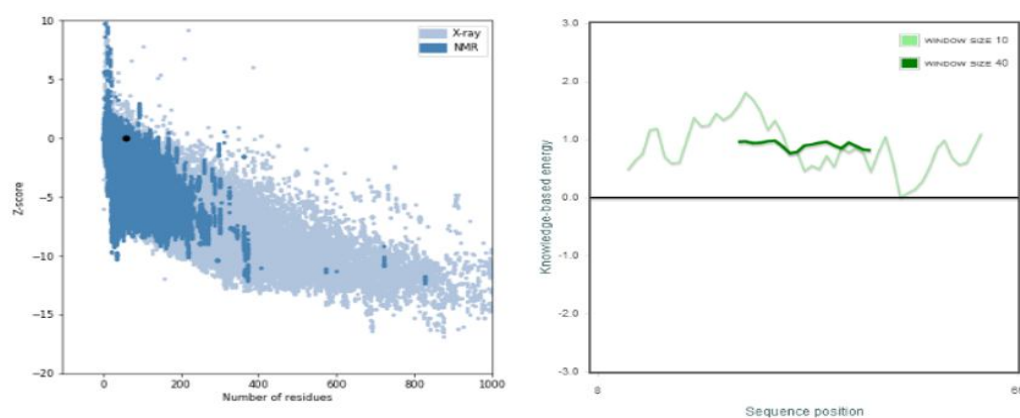 10
5
0
−5
−10
−15
−20
Z-score
X-ray
NMR
0
200
400
600
800
1000
Number of residues
3.0
2.0
1.0
0.0
-1.0
-2.0
-3.0
Knowledge-based energy
WINDOW SIZE 10
WINDOW SIZE 40
8
Sequence position